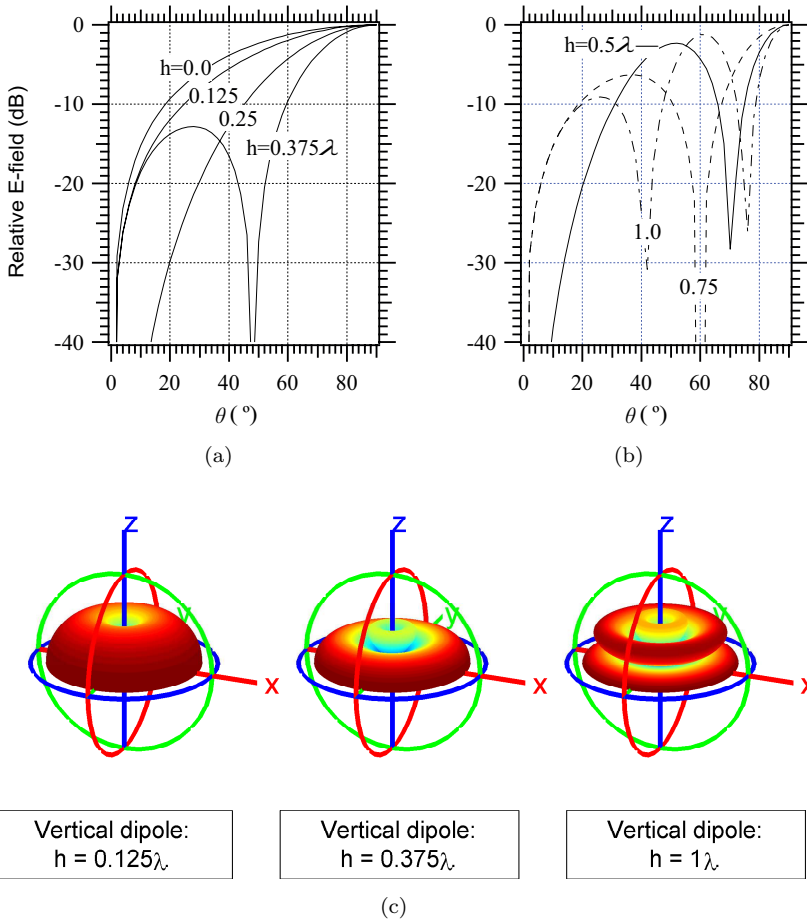 0
-10
-20
-30
-40
Relative E-field (dB)
h=0.0
0.125
0.25
h=0.375λ
0 20 40 60 80
θ ( º)
(a)
0
-10
-20
-30
-40
h=0.5λ
1.0
0.75
0 20 40 60 80
θ ( º)
(b)
z
y
x
z
y
x
z
y
x
Vertical dipole:
h = 0.125λ
Vertical dipole:
h = 0.375λ
Vertical dipole:
h = 1λ
(c)